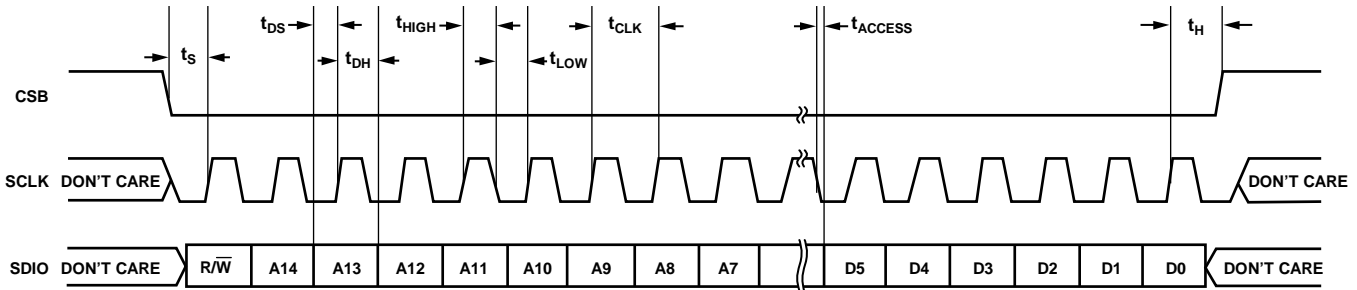 tDS tHIGH tCLK tACCESS tH
tS tDH tLOW
CSB
SCLK DON'T CARE DON'T CARE
SDIO DON'T CARE R/W̅ A14 A13 A12 A11 A10 A9 A8 A7 D5 D4 D3 D2 D1 D0 DON'T CARE